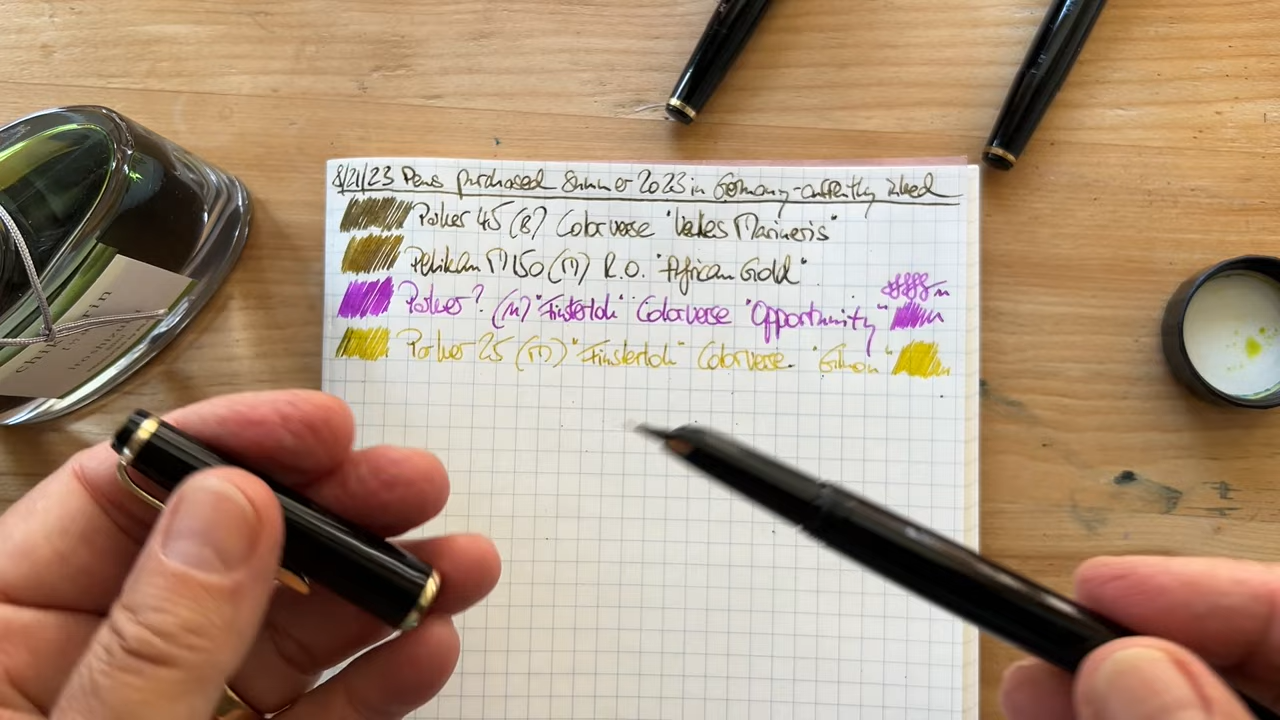 8/21/23 Pens purchased Summer 2023 in Germany - currently inked
Parker 45 (B) Colorverse "Valles Marineris"
Pelikan M150 (M) R.O. "African Gold"
Parker ? (M) "Finsterloh" Colorverse "Opportunity"
Parker 25 (M) "Finsterloh" Colorverse
iroshizuku